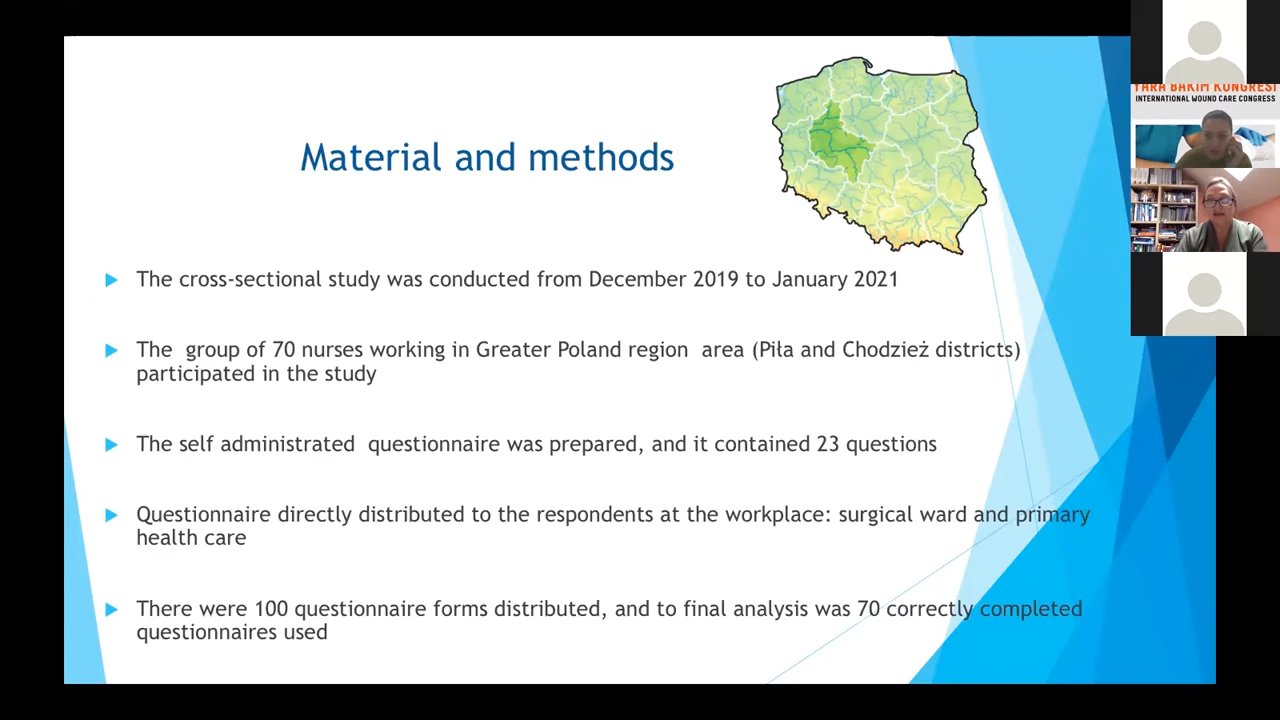 Material and methods
The cross-sectional study was conducted from December 2019 to January 2021
The group of 70 nurses working in Greater Poland region area (Piła and Chodzież districts)
participated in the study
The self administrated questionnaire was prepared, and it contained 23 questions
Questionnaire directly distributed to the respondents at the workplace: surgical ward and primary
health care
There were 100 questionnaire forms distributed, and to final analysis was 70 correctly completed
questionnaires used
YARA BAKIM KONGRESİ
INTERNATIONAL WOUND CARE CONGRESS